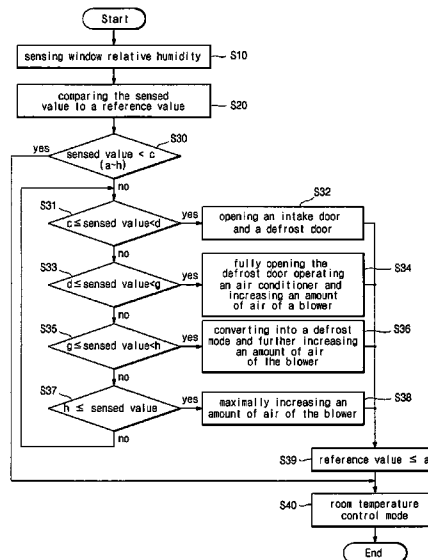 Start
sensing window relative humidity
S10
comparing the sensed
value to a reference value
S20
S30
yes
sensed value < c
(a~h)
no
S31
c≤sensed value<d
yes
S32
opening an intake door
and a defrost door
no
S33
d≤sensed value<g
yes
S34
fully opening the
defrost door operating
an air conditioner and
increasing an amount
of air of a blower
no
S35
g≤sensed value<h
yes
S36
converting into a defrost
mode and further increasing
an amount of air
of the blower
no
S37
h ≤ sensed value
yes
S38
maximally increasing an
amount of air of the blower
no
S39
reference value ≤ a
S40
room temperature
control mode
End